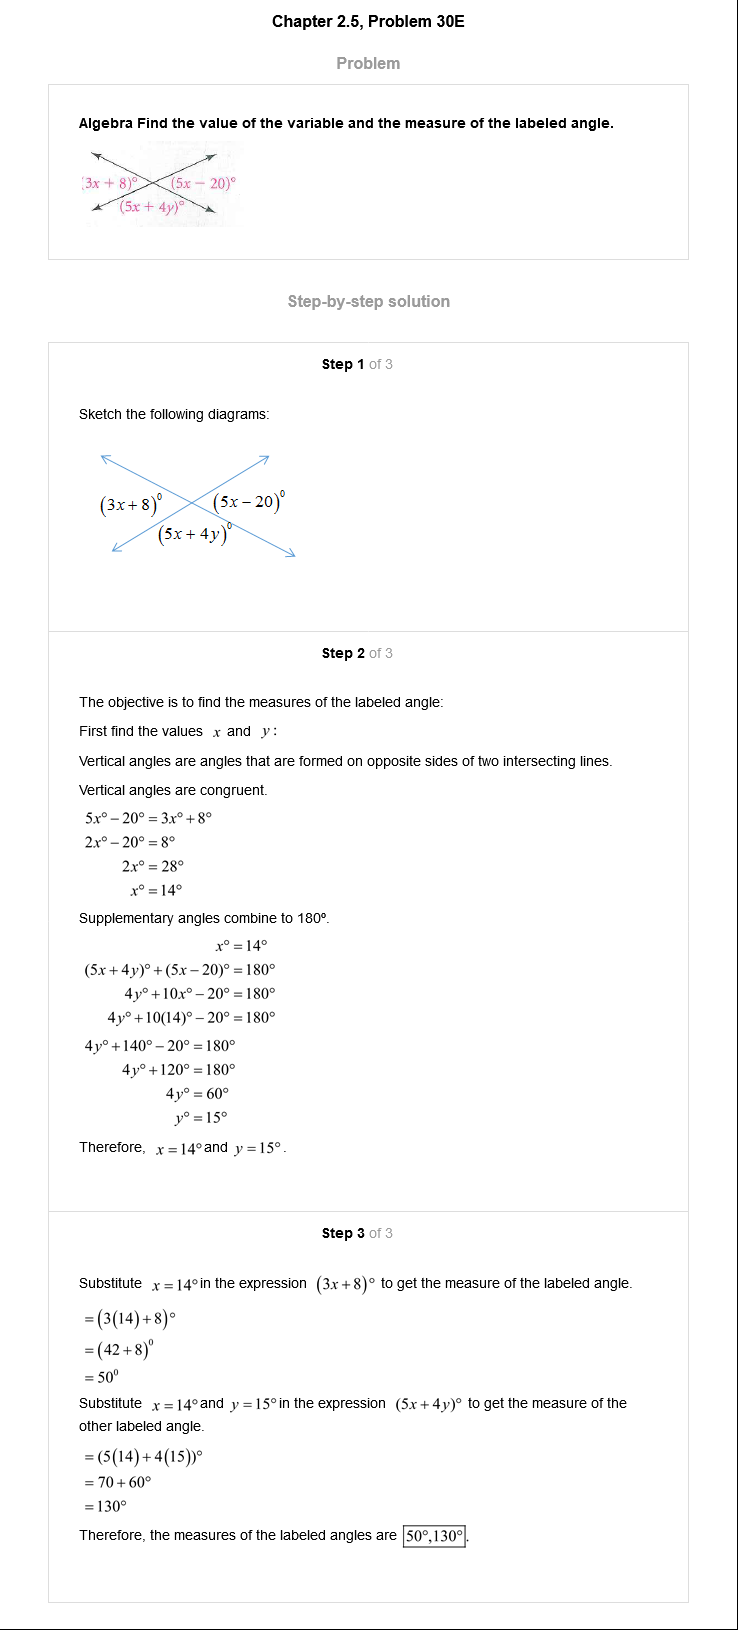 Chapter 2.5, Problem 30E
Problem
Algebra Find the value of the variable and the measure of the labeled angle.
(3x + 8)° (5x − 20)°
(5x + 4y)°
Step-by-step solution
Step 1 of 3
Sketch the following diagrams:
(3x + 8)⁰ (5x − 20)⁰
(5x + 4y)⁰
Step 2 of 3
The objective is to find the measures of the labeled angle:
First find the values x and y:
Vertical angles are angles that are formed on opposite sides of two intersecting lines.
Vertical angles are congruent.
5x° − 20° = 3x° + 8°
2x° − 20° = 8°
2x° = 28°
x° = 14°
Supplementary angles combine to 180°.
x° = 14°
(5x + 4y)° + (5x − 20)° = 180°
4y° + 10x° − 20° = 180°
4y° + 10(14)° − 20° = 180°
4y° + 140° − 20° = 180°
4y° + 120° = 180°
4y° = 60°
y° = 15°
Therefore, x = 14° and y = 15°.
Step 3 of 3
Substitute x = 14° in the expression (3x + 8)° to get the measure of the labeled angle.
= (3(14) + 8)°
= (42 + 8)⁰
= 50⁰
Substitute x = 14° and y = 15° in the expression (5x + 4y)° to get the measure of the
other labeled angle.
= (5(14) + 4(15))°
= 70 + 60°
= 130°
Therefore, the measures of the labeled angles are 50°,130°.